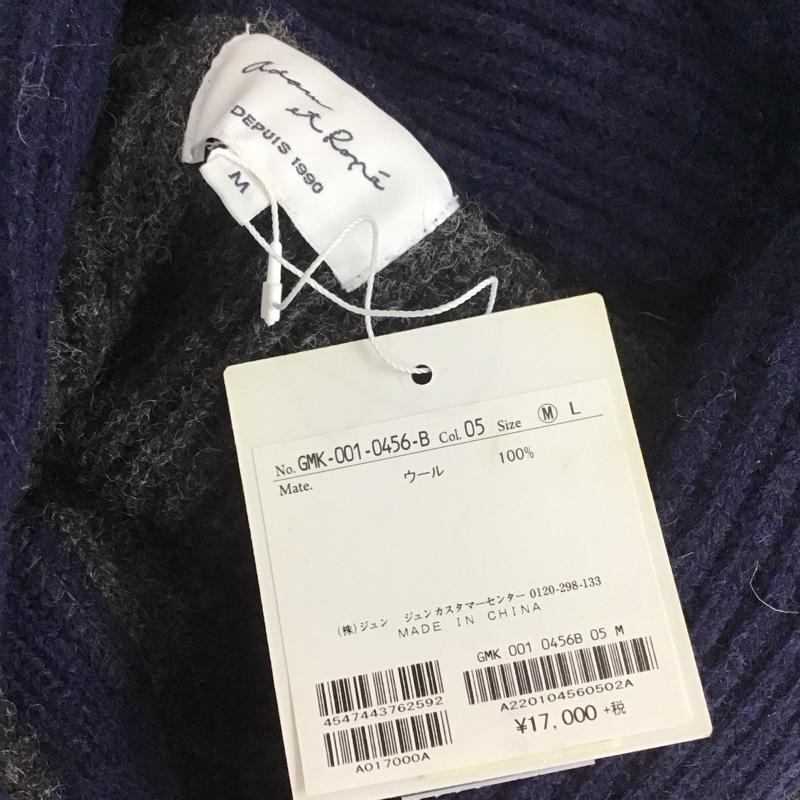 adam
et Ropé
DEPUIS 1990
M
No. GMK-001-0456-B Col. 05 Size Ⓜ L
Mate. ウール 100%
(株)ジュン ジュンカスタマーセンター 0120-298-133
MADE IN CHINA
GMK 001 0456B 05 M
4547443762592
A220104560502A
¥17,000 +税
A017000A